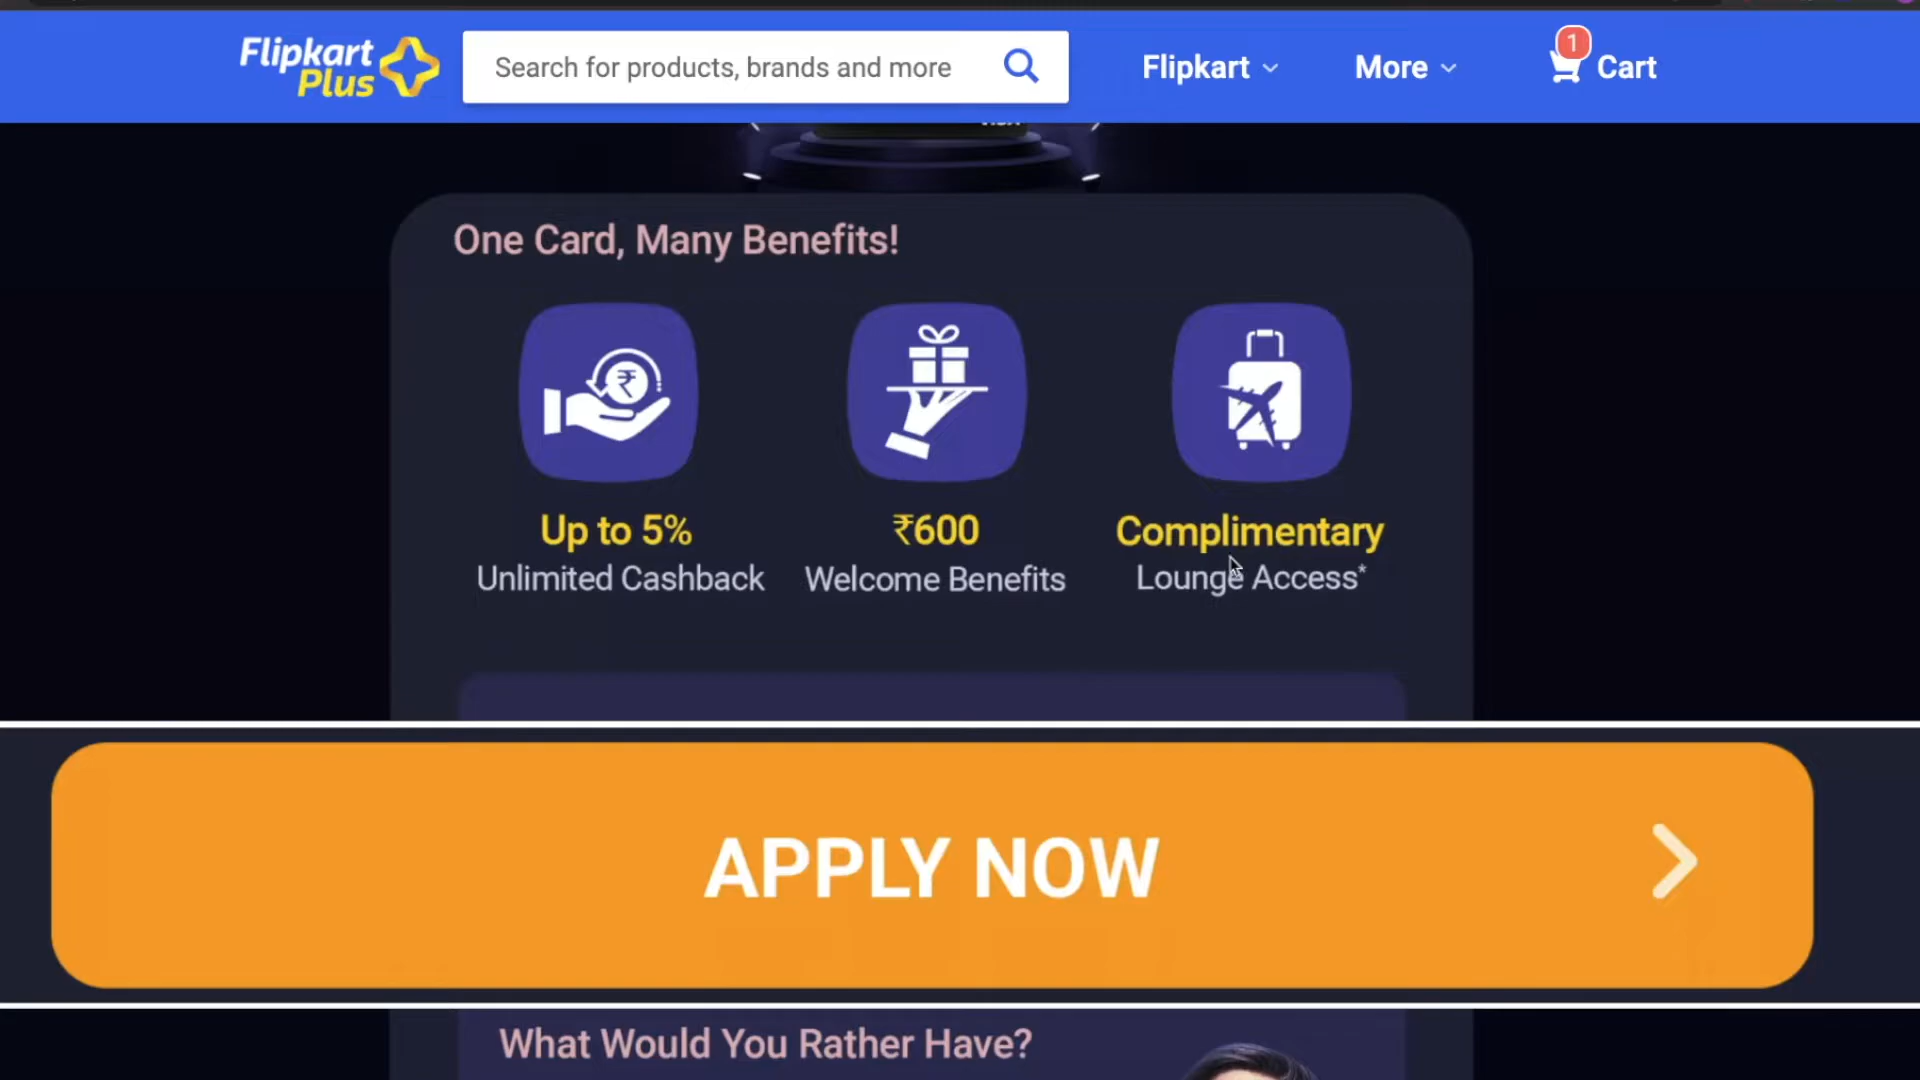 Flipkart
Plus
Search for products, brands and more
Flipkart
More
1
Cart
One Card, Many Benefits!
₹
Up to 5%
Unlimited Cashback
₹600
Welcome Benefits
Complimentary
Lounge Access*
APPLY NOW
What Would You Rather Have?